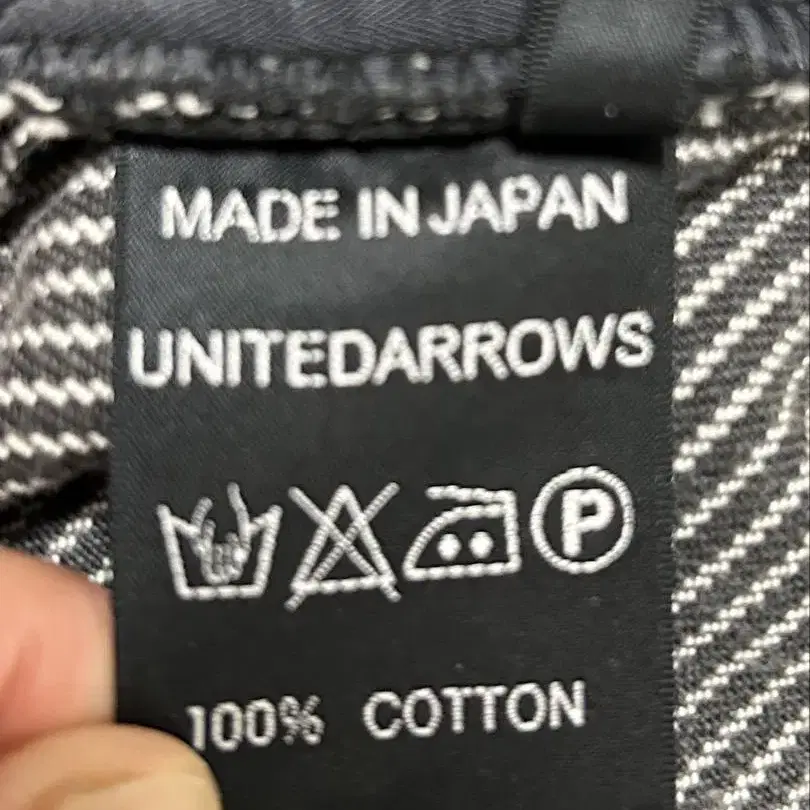 MADE IN JAPAN
UNITEDARROWS
P
100% COTTON